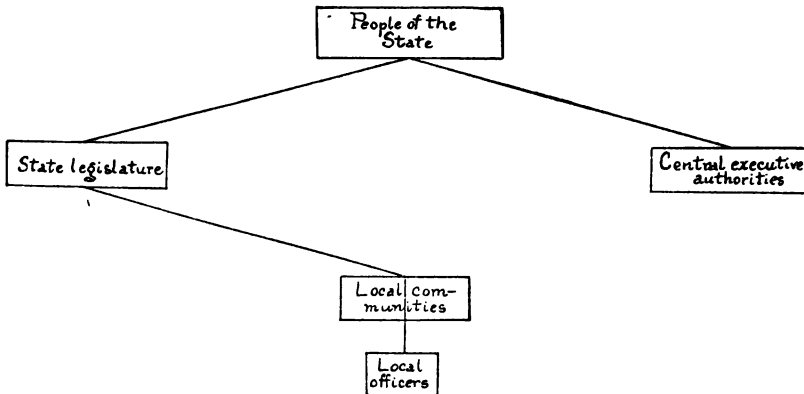 People of the
State
State legislature
Central executive
authorities
Local com-
munities
Local
officers